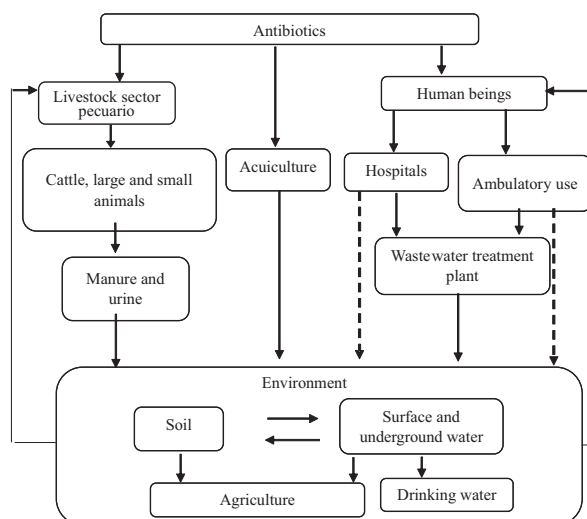 Antibiotics
Livestock sector
pecuario
Human beings
Cattle, large and small
animals
Acuiculture
Hospitals
Ambulatory use
Manure and
urine
Wastewater treatment
plant
Environment
Soil
Surface and
underground water
Agriculture
Drinking water